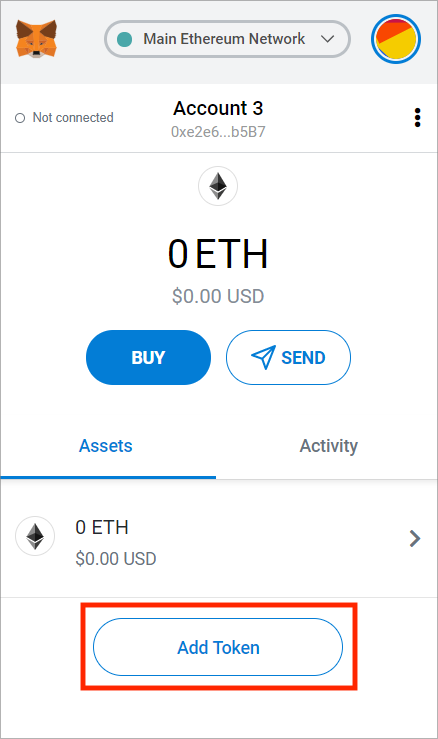 Main Ethereum Network
Not connected
Account 3
0xe2e6...b5B7
0 ETH
$0.00 USD
BUY
SEND
Assets
Activity
0 ETH
$0.00 USD
Add Token